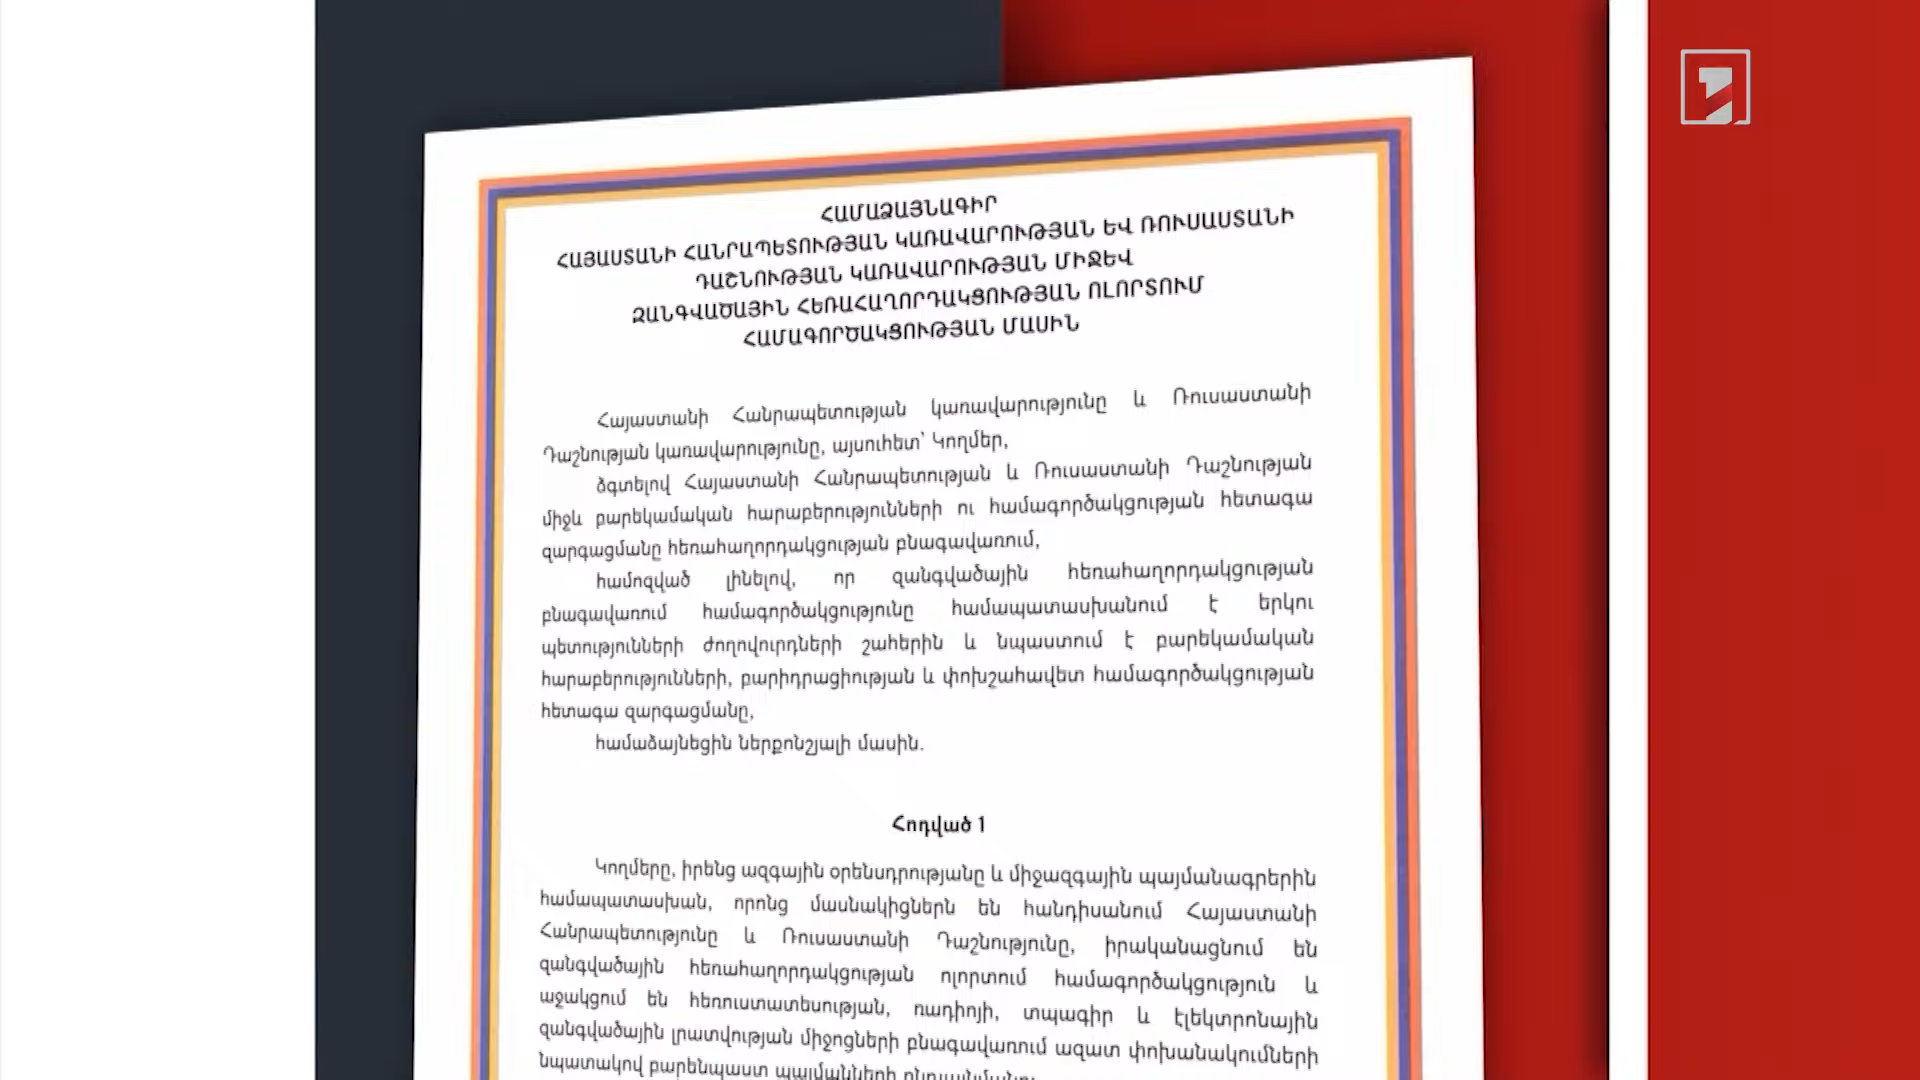 ՀԱՄԱՁԱՅՆԱԳԻՐ
ՀԱՅԱՍՏԱՆԻ ՀԱՆՐԱՊԵՏՈՒԹՅԱՆ ԿԱՌԱՎԱՐՈՒԹՅԱՆ ԵՎ ՌՈՒՍԱՍՏԱՆԻ
ԴԱՇՆՈՒԹՅԱՆ ԿԱՌԱՎԱՐՈՒԹՅԱՆ ՄԻՋԵՎ
ԶԱՆԳՎԱԾԱՅԻՆ ՀԵՌԱՀԱՂՈՐԴԱԿՑՈՒԹՅԱՆ ՈԼՈՐՏՈՒՄ
ՀԱՄԱԳՈՐԾԱԿՑՈՒԹՅԱՆ ՄԱՍԻՆ
Հայաստանի Հանրապետության կառավարությունը և Ռուսաստանի
Դաշնության կառավարությունը, այսուհետ՝ Կողմեր,
ձգտելով Հայաստանի Հանրապետության և Ռուսաստանի Դաշնության
միջև բարեկամական հարաբերությունների ու համագործակցության հետագա
զարգացմանը հեռահաղորդակցության բնագավառում,
համոզված լինելով, որ զանգվածային հեռահաղորդակցության
բնագավառում համագործակցությունը համապատասխանում է երկու
պետությունների ժողովուրդների շահերին և նպաստում է բարեկամական
հարաբերությունների, բարիդրացիության և փոխշահավետ համագործակցության
հետագա զարգացմանը,
համաձայնեցին ներքոնշյալի մասին.
Հոդված 1
Կողմերը, իրենց ազգային օրենսդրությանը և միջազգային պայմանագրերին
համապատասխան, որոնց մասնակիցներն են հանդիսանում Հայաստանի
Հանրապետությունը և Ռուսաստանի Դաշնությունը, իրականացնում են
զանգվածային հեռահաղորդակցության ոլորտում համագործակցություն և
աջակցում են հեռուստատեսության, ռադիոյի, տպագիր և էլեկտրոնային
զանգվածային լրատվության միջոցների բնագավառում ազատ փոխանակումների
նպատակով բարենպաստ պայմանների ընդլայնմանը: